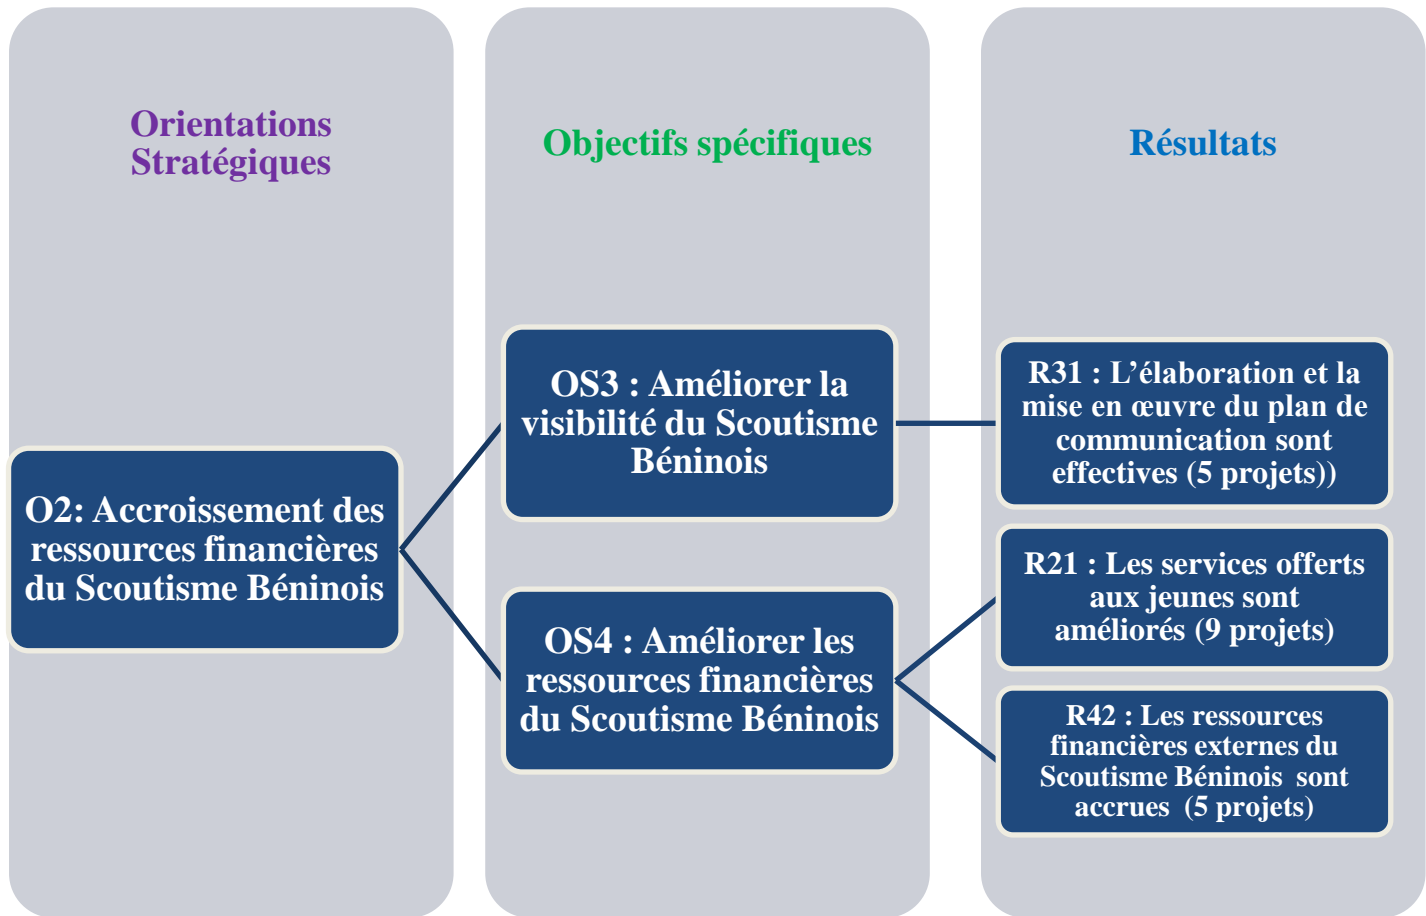 Orientations
Stratégiques
Objectifs spécifiques
Résultats
O2: Accroissement des
ressources financières
du Scoutisme Béninois
OS3 : Améliorer la
visibilité du Scoutisme
Béninois
OS4 : Améliorer les
ressources financières
du Scoutisme Béninois
R31 : L’élaboration et la
mise en œuvre du plan de
communication sont
effectives (5 projets))
R21 : Les services offerts
aux jeunes sont
améliorés (9 projets)
R42 : Les ressources
financières externes du
Scoutisme Béninois sont
accrues (5 projets)